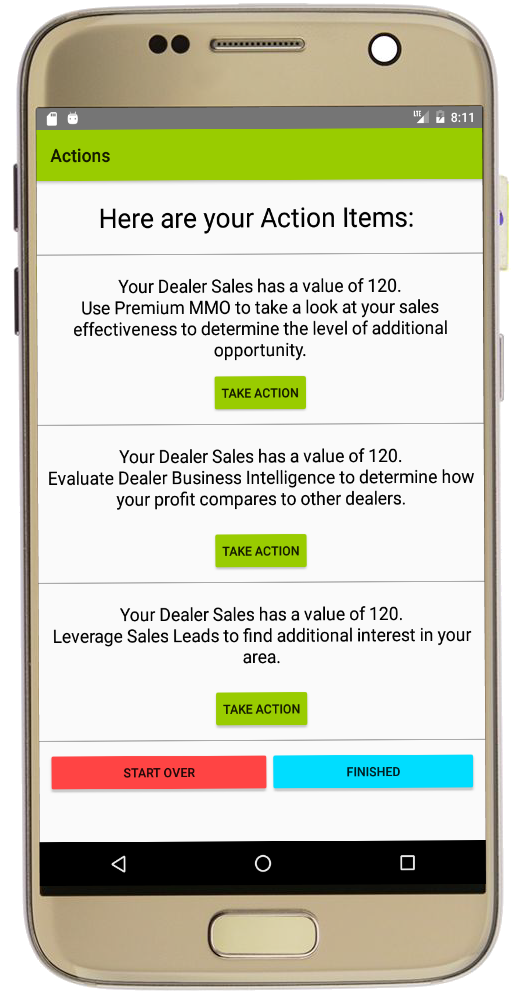 LTE 8:11
Actions
Here are your Action Items:
Your Dealer Sales has a value of 120.
Use Premium MMO to take a look at your sales
effectiveness to determine the level of additional
opportunity.
TAKE ACTION
Your Dealer Sales has a value of 120.
Evaluate Dealer Business Intelligence to determine how
your profit compares to other dealers.
TAKE ACTION
Your Dealer Sales has a value of 120.
Leverage Sales Leads to find additional interest in your
area.
TAKE ACTION
START OVER FINISHED